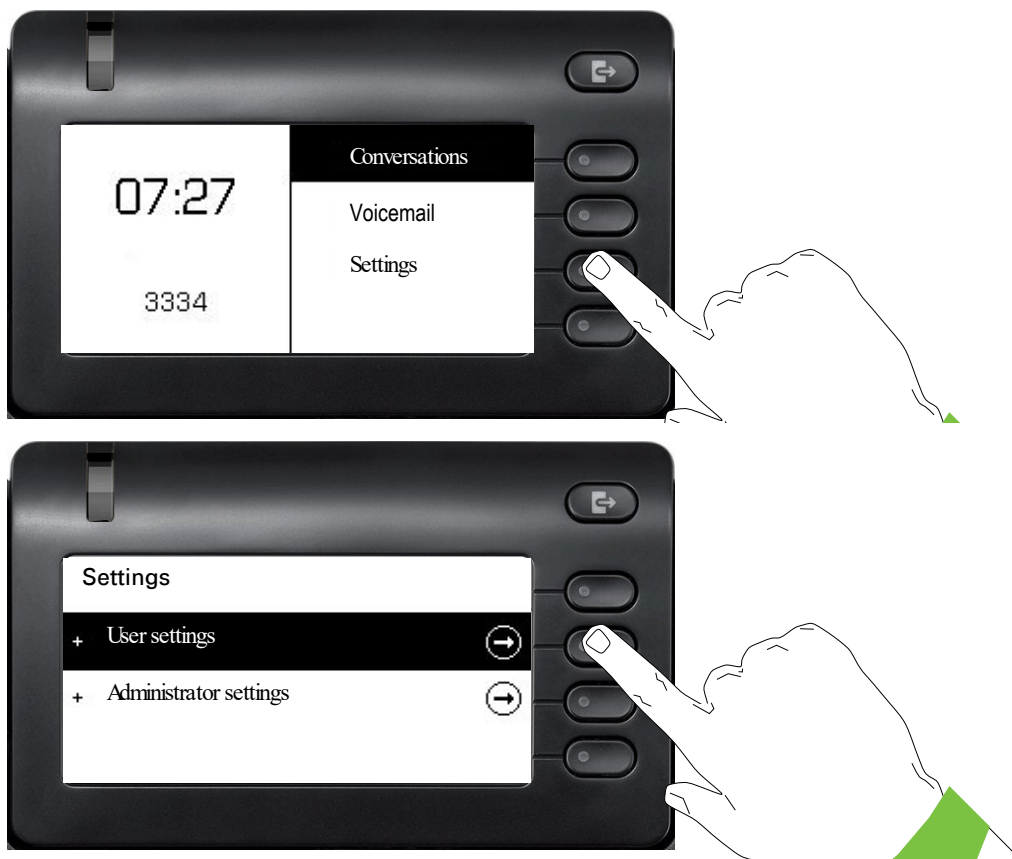 Conversations
07:27
Voicemail
Settings
3334
Settings
+ User settings
+ Administrator settings